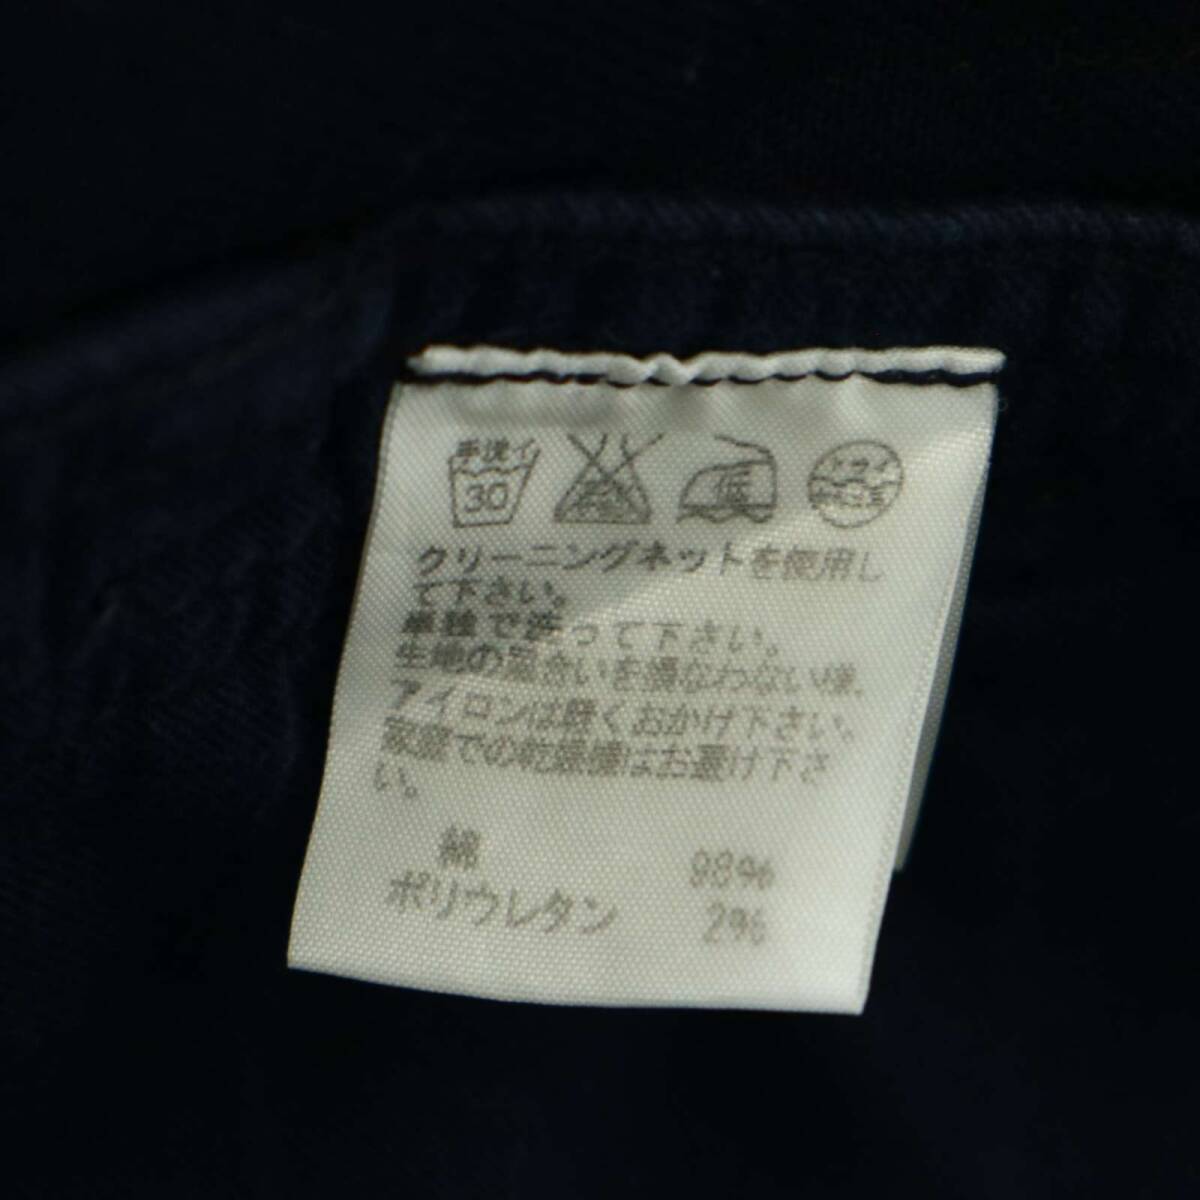 手洗イ
30
低
クリーニングネットを使用し
て下さい。
単独で洗って下さい。
生地の風合いを損なわない様、
アイロンは軽くおかけ下さい。
家庭での乾燥機はお避け下さ
い。
綿 98%
ポリウレタン 2%